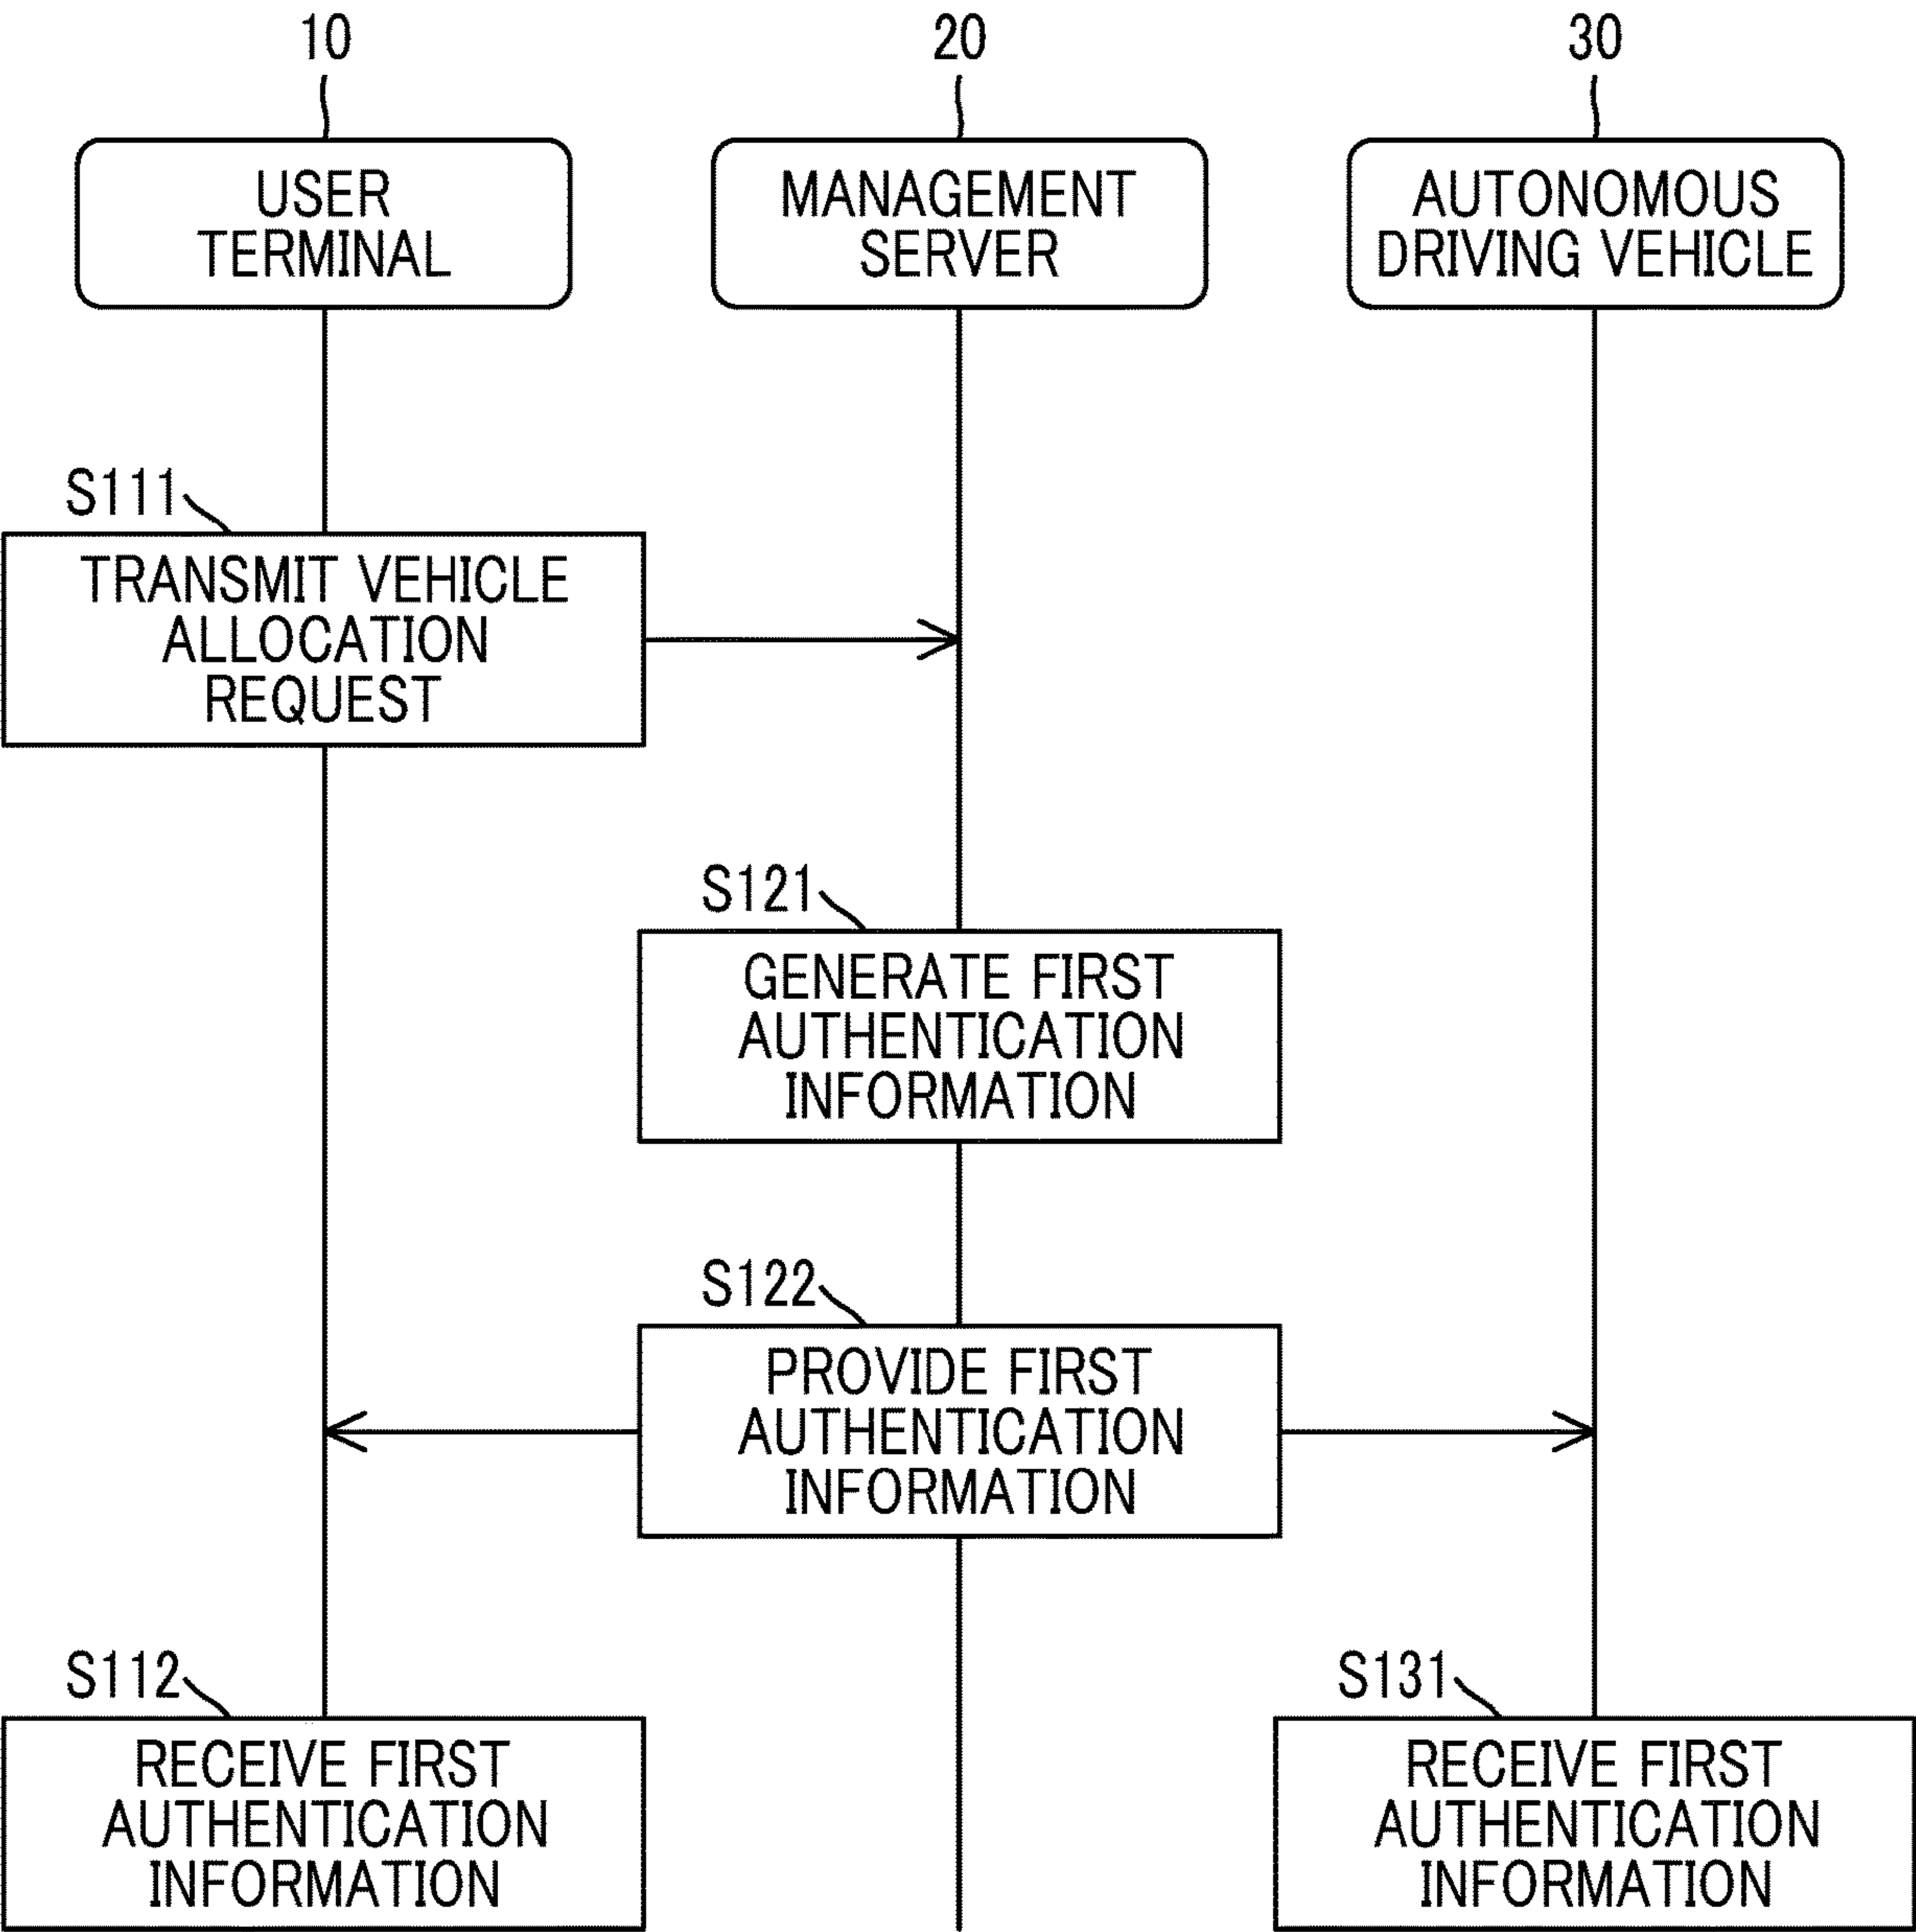 10
20
30
USER
TERMINAL
MANAGEMENT
SERVER
AUTONOMOUS
DRIVING VEHICLE
S111
TRANSMIT VEHICLE
ALLOCATION
REQUEST
S121
GENERATE FIRST
AUTHENTICATION
INFORMATION
S122
PROVIDE FIRST
AUTHENTICATION
INFORMATION
S112
RECEIVE FIRST
AUTHENTICATION
INFORMATION
S131
RECEIVE FIRST
AUTHENTICATION
INFORMATION